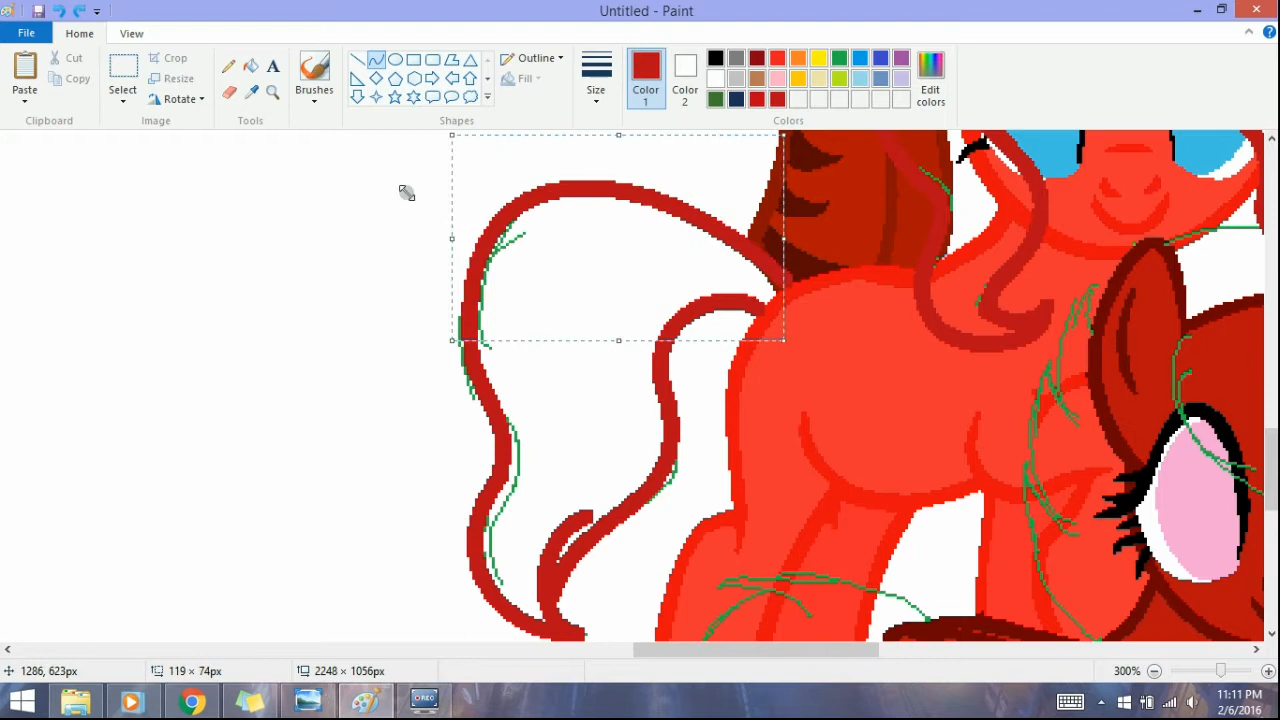 Untitled - Paint
File Home View
Paste
Cut
Copy
Clipboard
Select
Crop
Resize
Rotate
Image
A
Tools
Brushes
Outline
Fill
Shapes
Size
Color 1
Color 2
Edit colors
Colors
1286, 623px
119 × 74px
2248 × 1056px
300%
REC
11:11 PM
2/6/2016